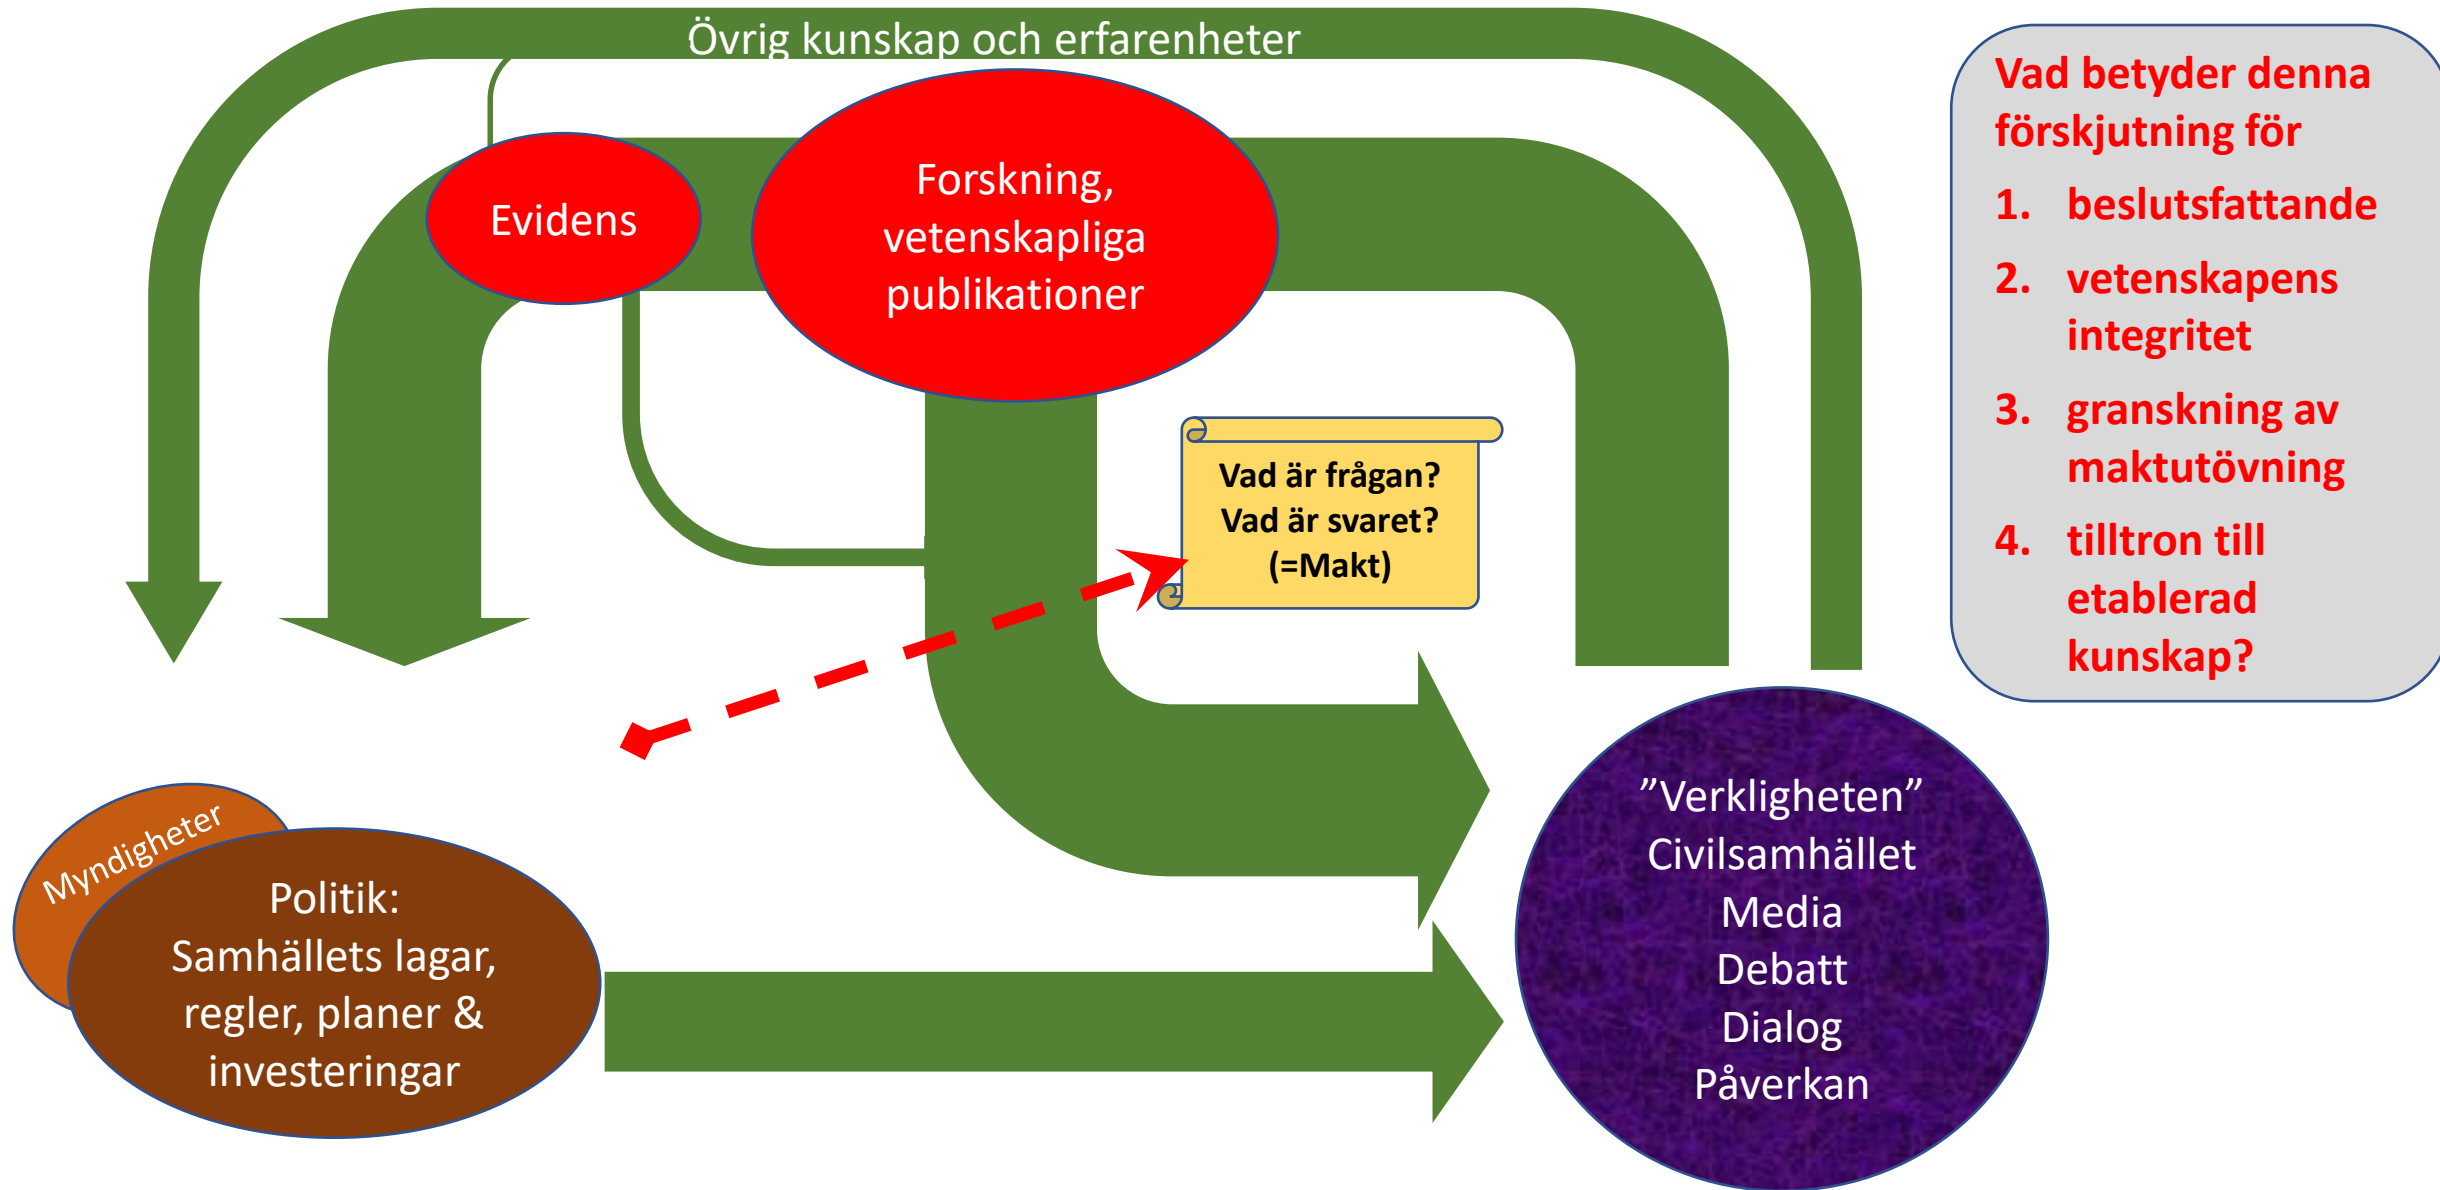 Övrig kunskap och erfarenheter
Evidens
Forskning,
vetenskapliga
publikationer
Vad är frågan?
Vad är svaret?
(=Makt)
Myndigheter
Politik:
Samhällets lagar,
regler, planer &
investeringar
”Verkligheten”
Civilsamhället
Media
Debatt
Dialog
Påverkan
Vad betyder denna
förskjutning för
1. beslutsfattande
2. vetenskapens
integritet
3. granskning av
maktutövning
4. tilltron till
etablerad
kunskap?